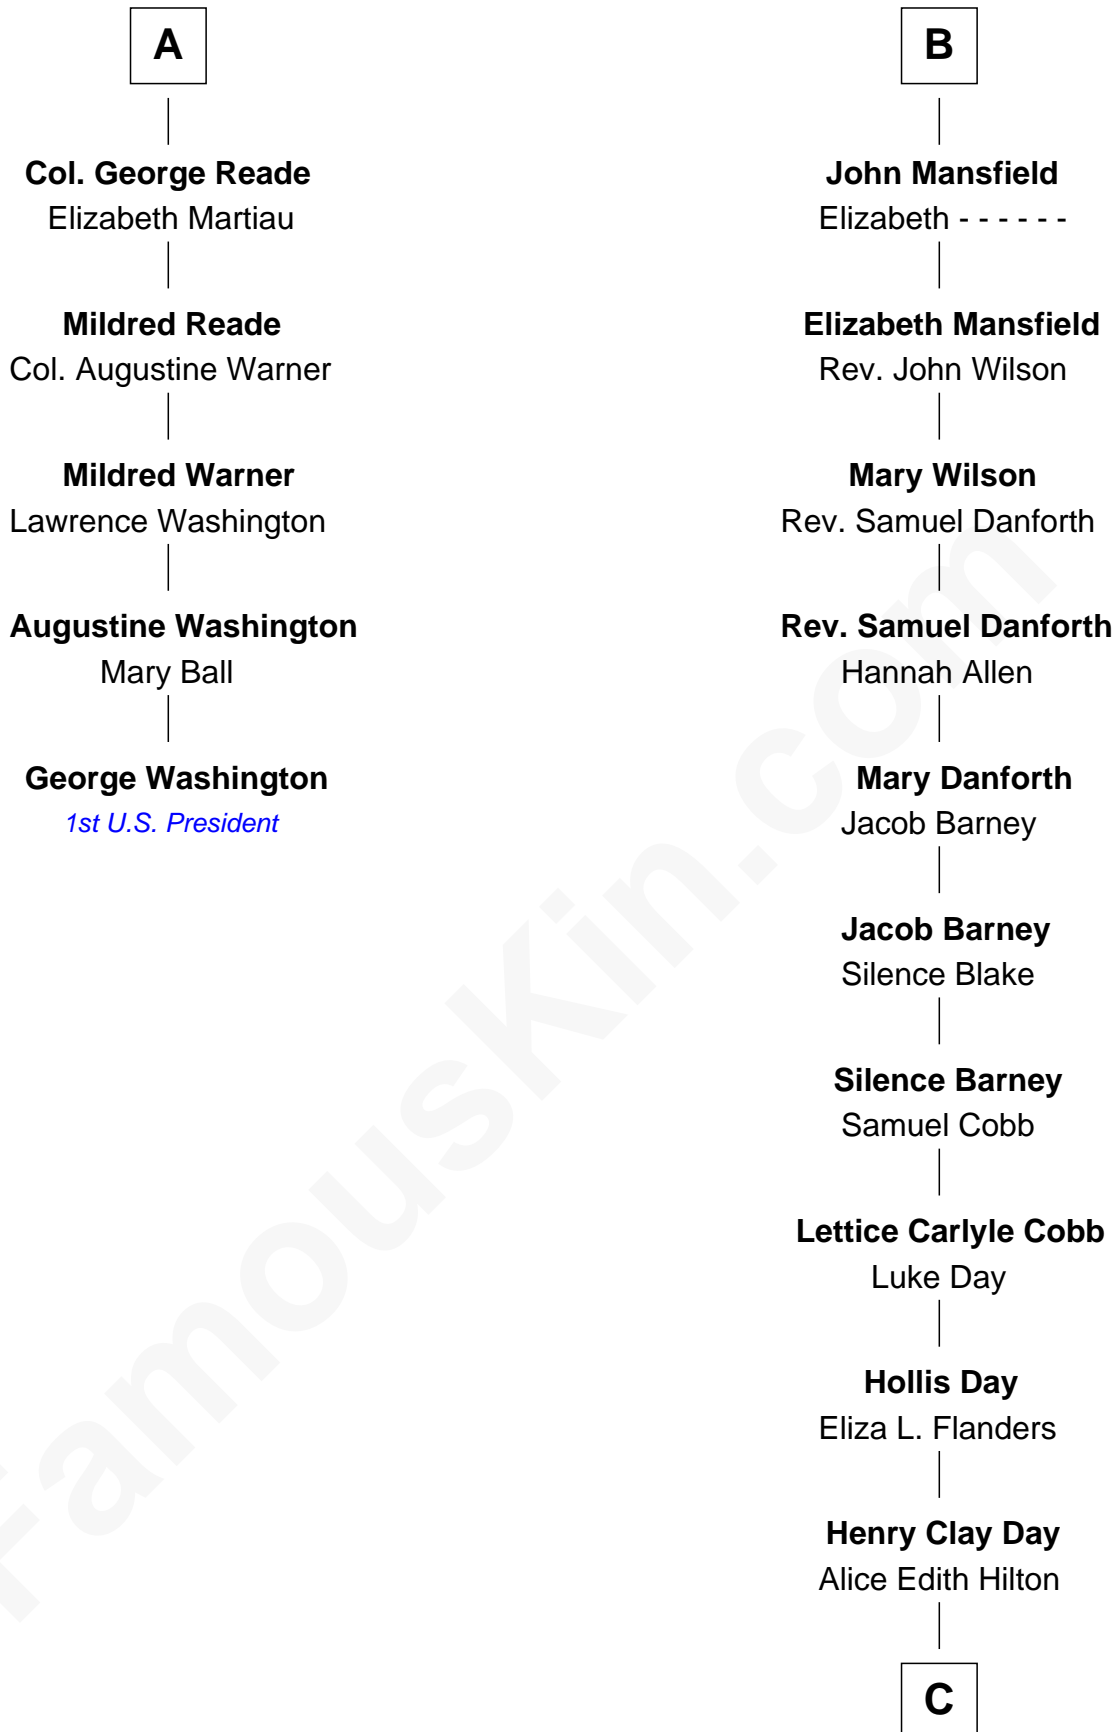 A
Col. George Reade
Elizabeth Martiau
Mildred Reade
Col. Augustine Warner
Mildred Warner
Lawrence Washington
Augustine Washington
Mary Ball
George Washington
1st U.S. President
B
John Mansfield
Elizabeth - - - - - -
Elizabeth Mansfield
Rev. John Wilson
Mary Wilson
Rev. Samuel Danforth
Rev. Samuel Danforth
Hannah Allen
Mary Danforth
Jacob Barney
Jacob Barney
Silence Blake
Silence Barney
Samuel Cobb
Lettice Carlyle Cobb
Luke Day
Hollis Day
Eliza L. Flanders
Henry Clay Day
Alice Edith Hilton
C
FamousKin.com